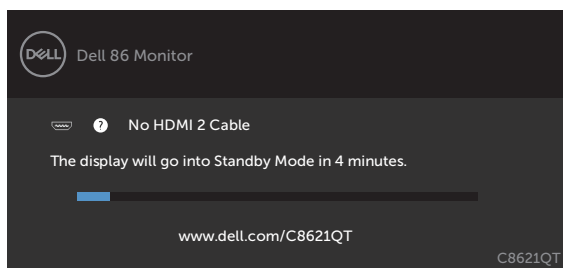 DELL Dell 86 Monitor
? No HDMI 2 Cable
The display will go into Standby Mode in 4 minutes.
www.dell.com/C8621QT
C8621QT